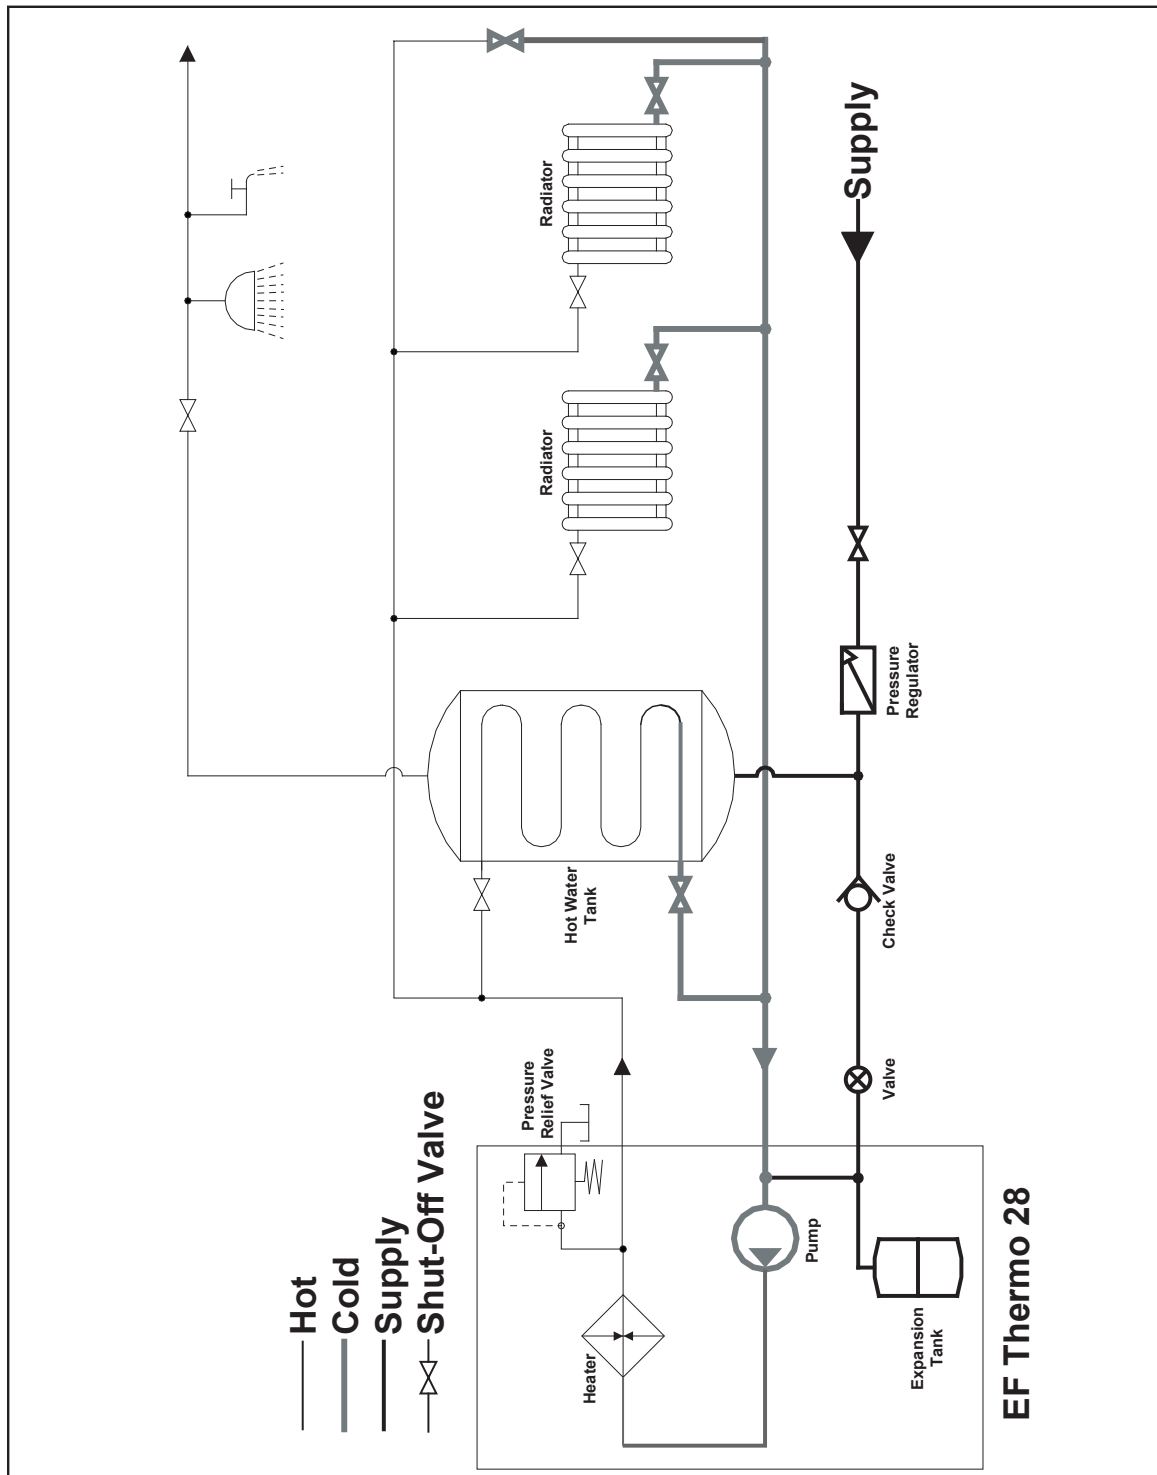 Hot
Cold
Supply
Shut-Off Valve
Pressure
Relief Valve
Heater
Pump
Expansion
Tank
EF Thermo 28
Valve
Check Valve
Hot Water
Tank
Pressure
Regulator
Radiator
Radiator
Supply